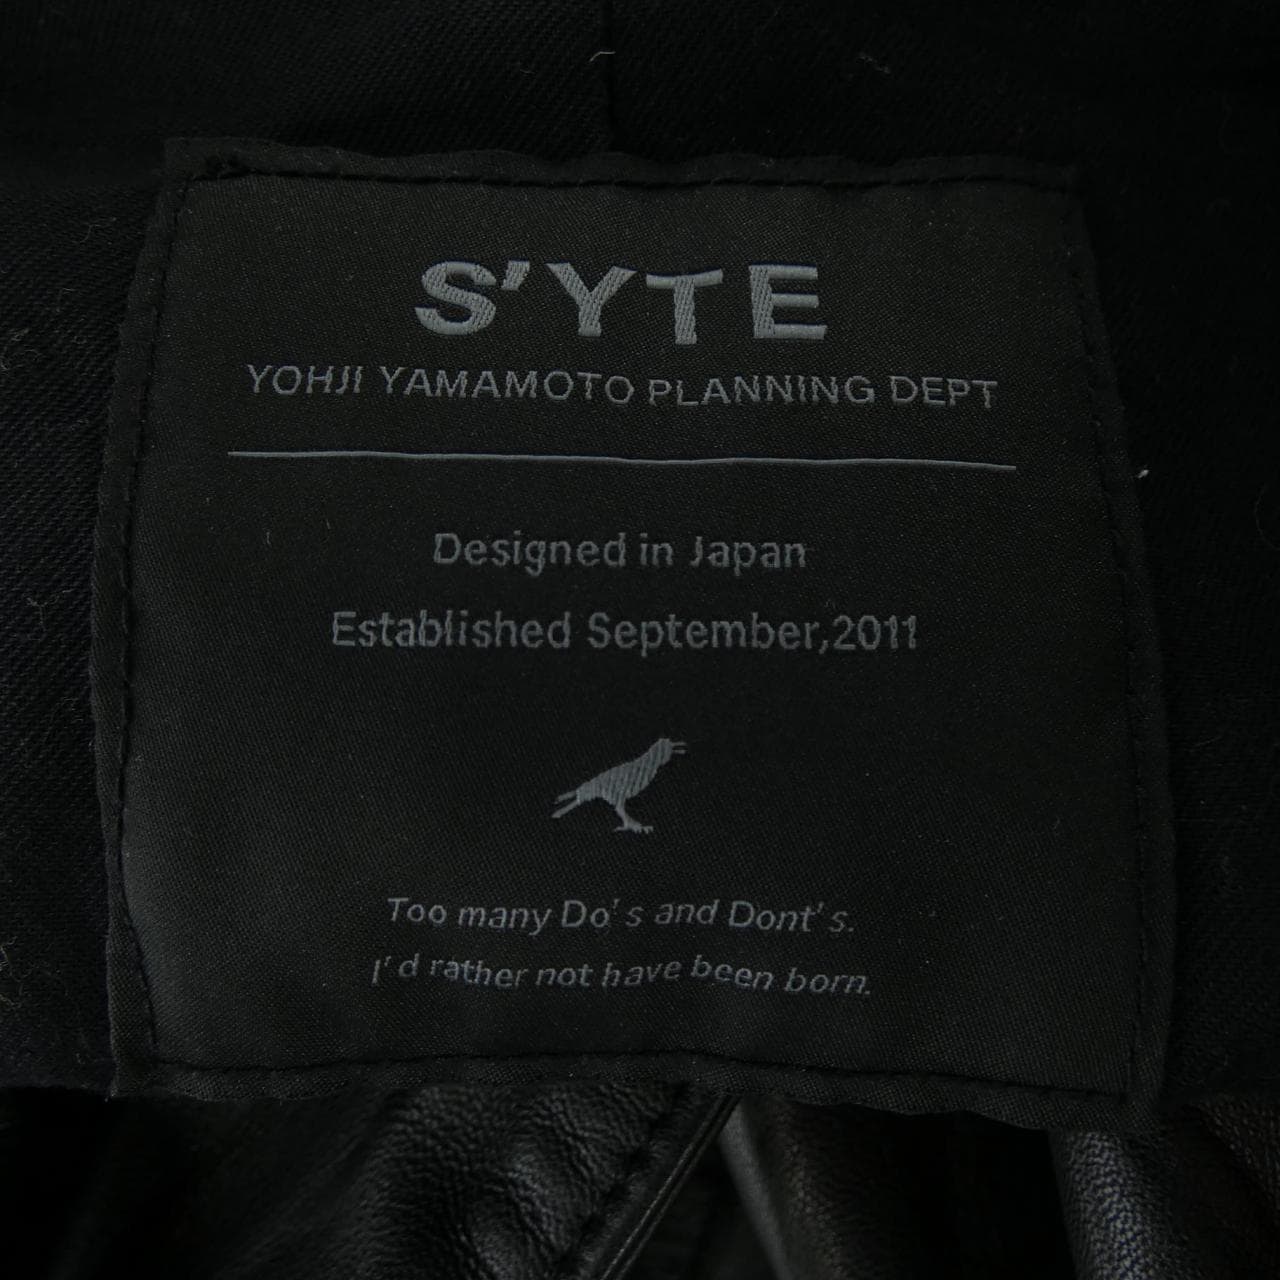 S'YTE
YOHJI YAMAMOTO PLANNING DEPT
Designed in Japan
Established September,2011
Too many Do's and Dont's.
I'd rather not have been born.